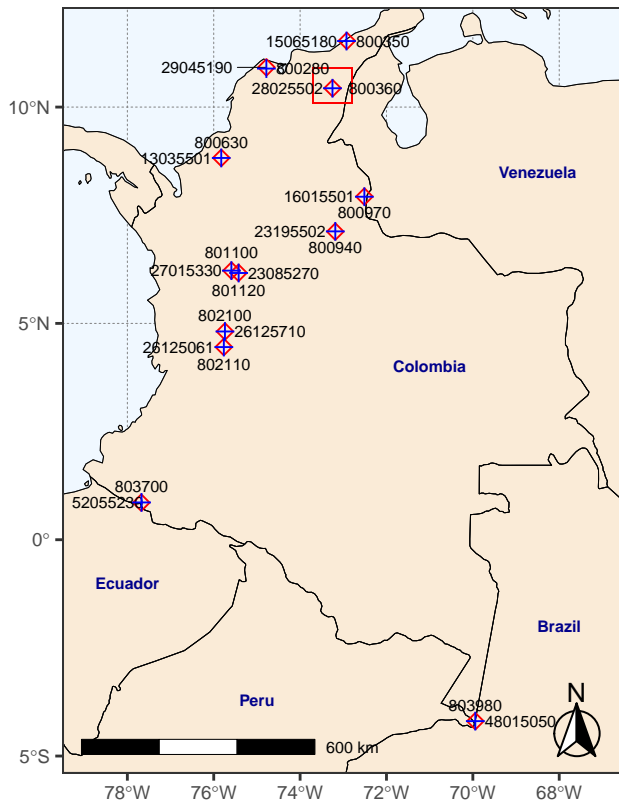 15065180 800350
29045190 800280
28025502 800360
10°N
800630
13035501
Venezuela
16015501
800970
23195502
800940
801100
27015330 23085270
801120
5°N
802100
26125710
26125061
802110
Colombia
803700
52055230
0°
Ecuador
Brazil
Peru
803980
48015050
N
600 km
5°S
78°W 76°W 74°W 72°W 70°W 68°W